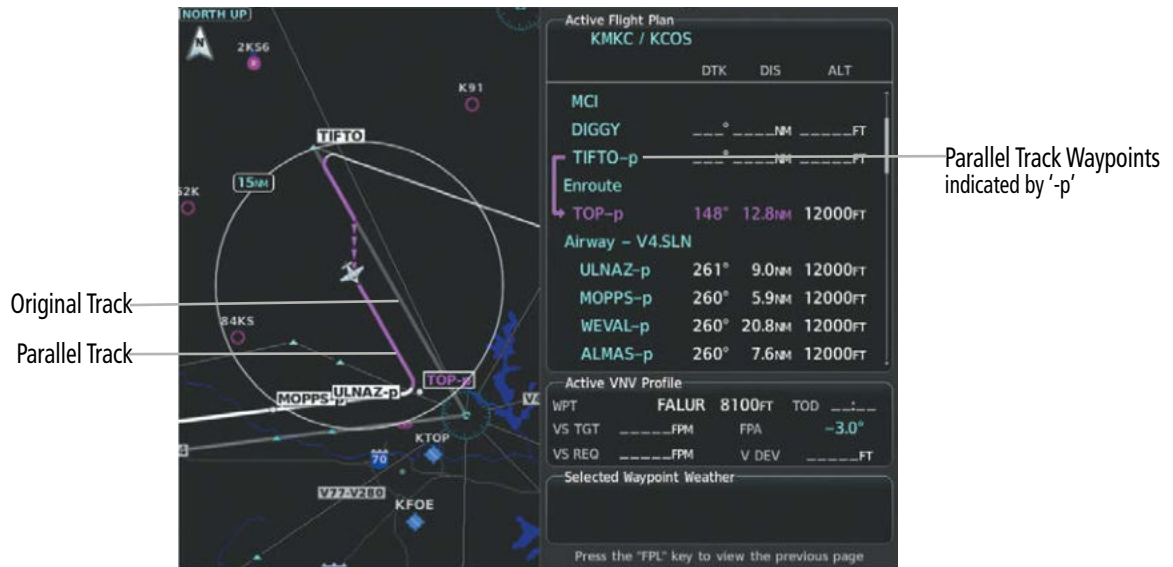 NORTH UP
N
2KS6
K91
TIFTO
15NM
52K
84KS
TOP-p
MOPPS-p
ULNAZ-p
V4
4
KTOP
70
V77-V280
KFOE
Original Track
Parallel Track
Active Flight Plan
KMKC / KCOS
DTK DIS ALT
MCI
DIGGY ___° ____NM _____FT
TIFTO-p ___° ____NM _____FT
Enroute
TOP-p 148° 12.8NM 12000FT
Airway - V4.SLN
ULNAZ-p 261° 9.0NM 12000FT
MOPPS-p 260° 5.9NM 12000FT
WEVAL-p 260° 20.8NM 12000FT
ALMAS-p 260° 7.6NM 12000FT
Active VNV Profile
WPT FALUR 8100FT TOD __:__
VS TGT _____FPM FPA -3.0°
VS REQ _____FPM V DEV _____FT
Selected Waypoint Weather
Press the "FPL" key to view the previous page
Parallel Track Waypoints
indicated by '-p'